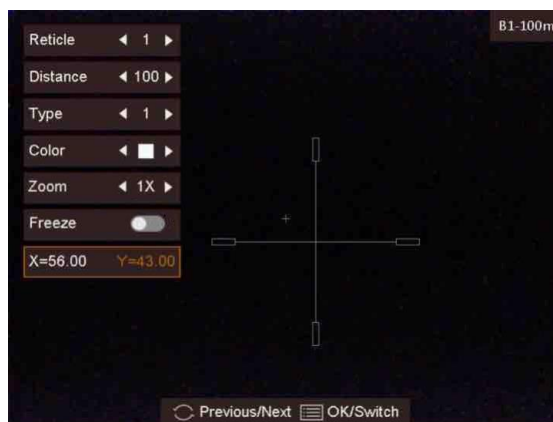 B1-100m
Reticle 1
Distance 100
Type 1
Color
Zoom 1X
Freeze
X=56.00 Y=43.00
Previous/Next OK/Switch